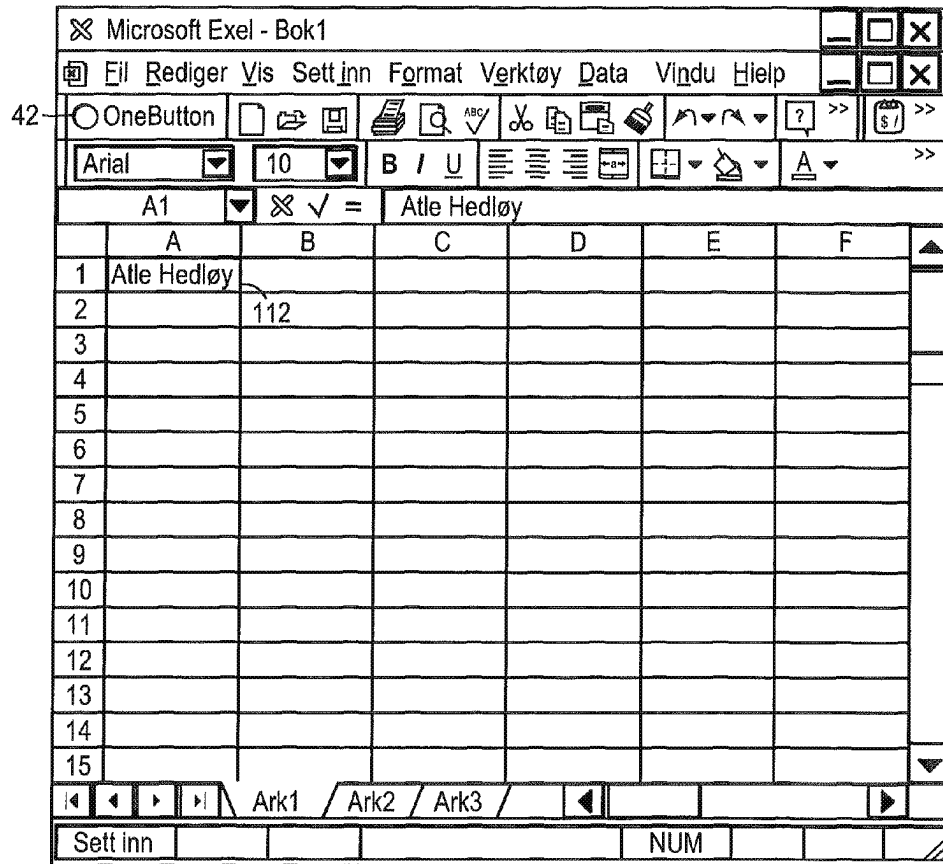 Microsoft Exel - Bok1
Fil Rediger Vis Sett inn Format Verktøy Data Vindu Hielp
42 OneButton ABC ? >> $ / >>
Arial 10 B I U a A >>
A1 = Atle Hedløy
A B C D E F
1 Atle Hedløy
2 112
3
4
5
6
7
8
9
10
11
12
13
14
15
Ark1 Ark2 Ark3
Sett inn NUM